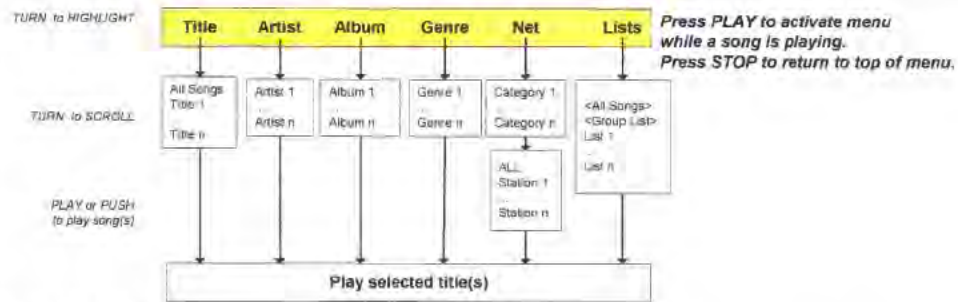 TURN to HIGHLIGHT
Title Artist Album Genre Net Lists
Press PLAY to activate menu
while a song is playing.
Press STOP to return to top of menu.
TURN to SCROLL
All Songs
Title 1
...
Title n
Artist 1
...
Artist n
Album 1
...
Album n
Genre 1
...
Genre n
Category 1
...
Category n
ALL
Station 1
...
Station n
<All Songs>
<Group List>
List 1
...
List n
PLAY or PUSH
to play song(s)
Play selected title(s)